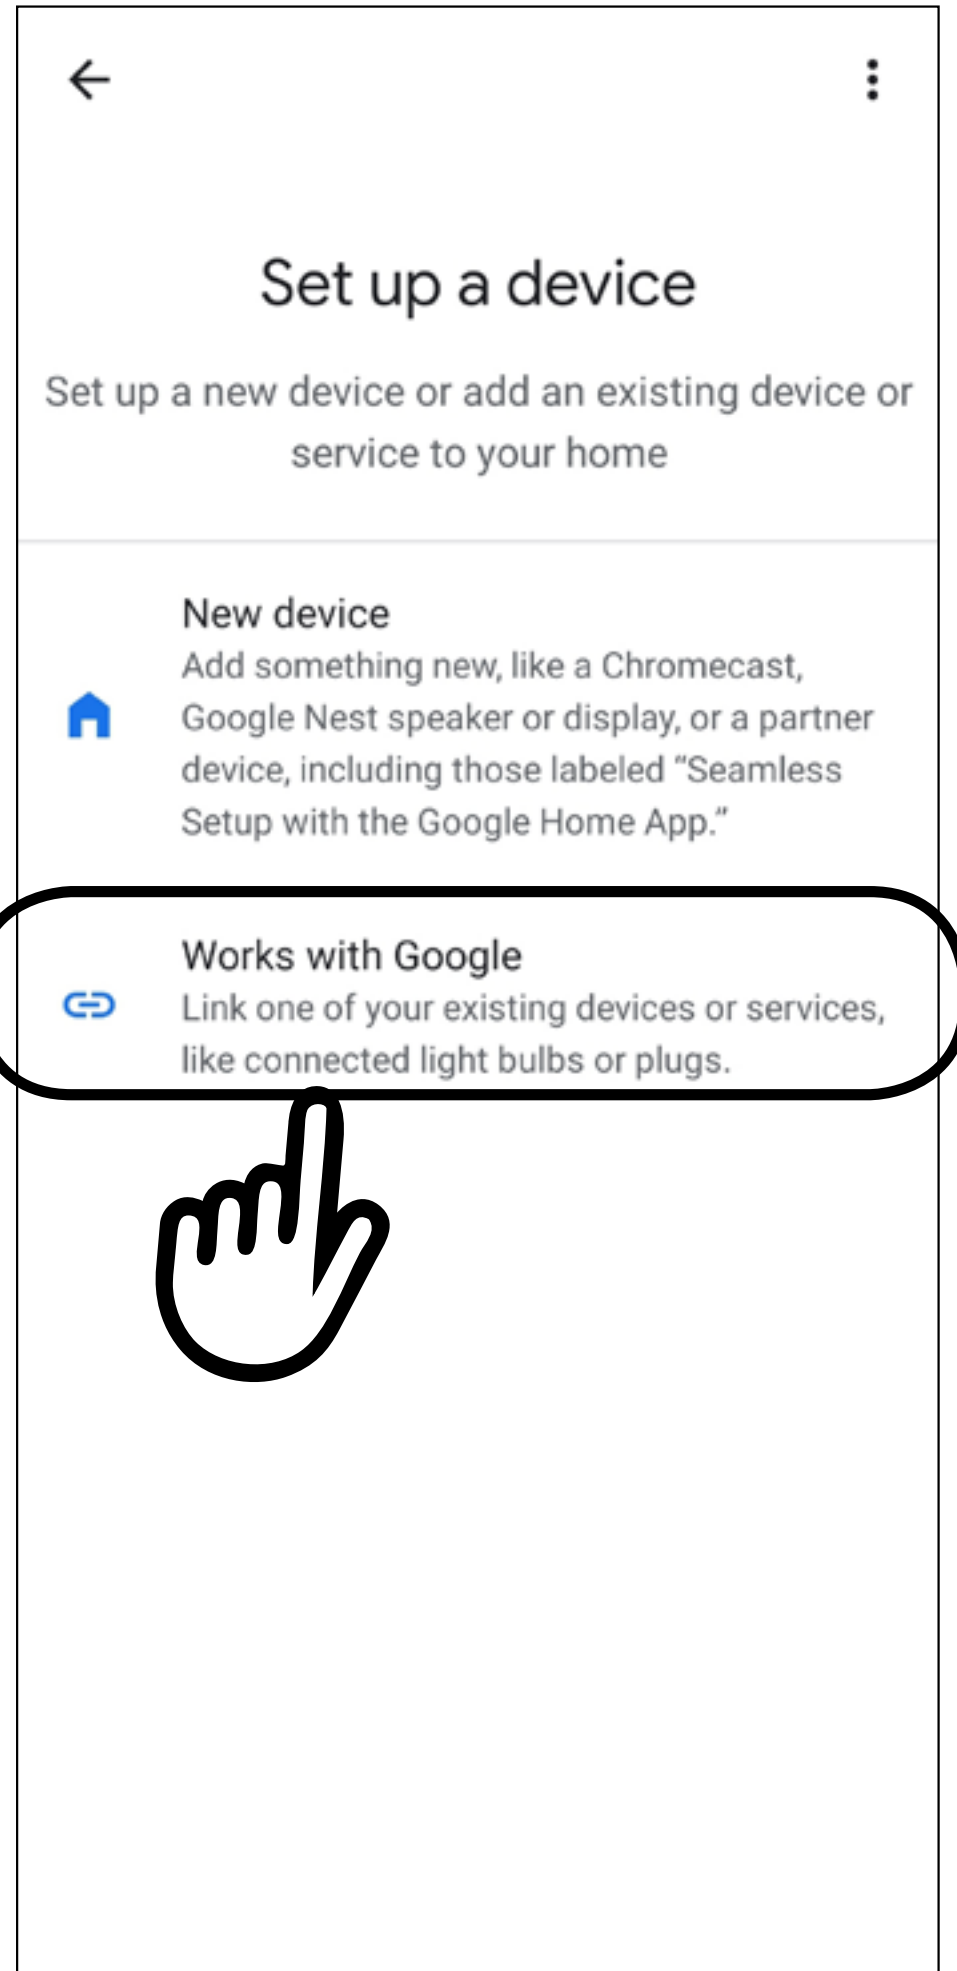 Set up a device
Set up a new device or add an existing device or
service to your home
New device
Add something new, like a Chromecast,
Google Nest speaker or display, or a partner
device, including those labeled “Seamless
Setup with the Google Home App.”
Works with Google
Link one of your existing devices or services,
like connected light bulbs or plugs.